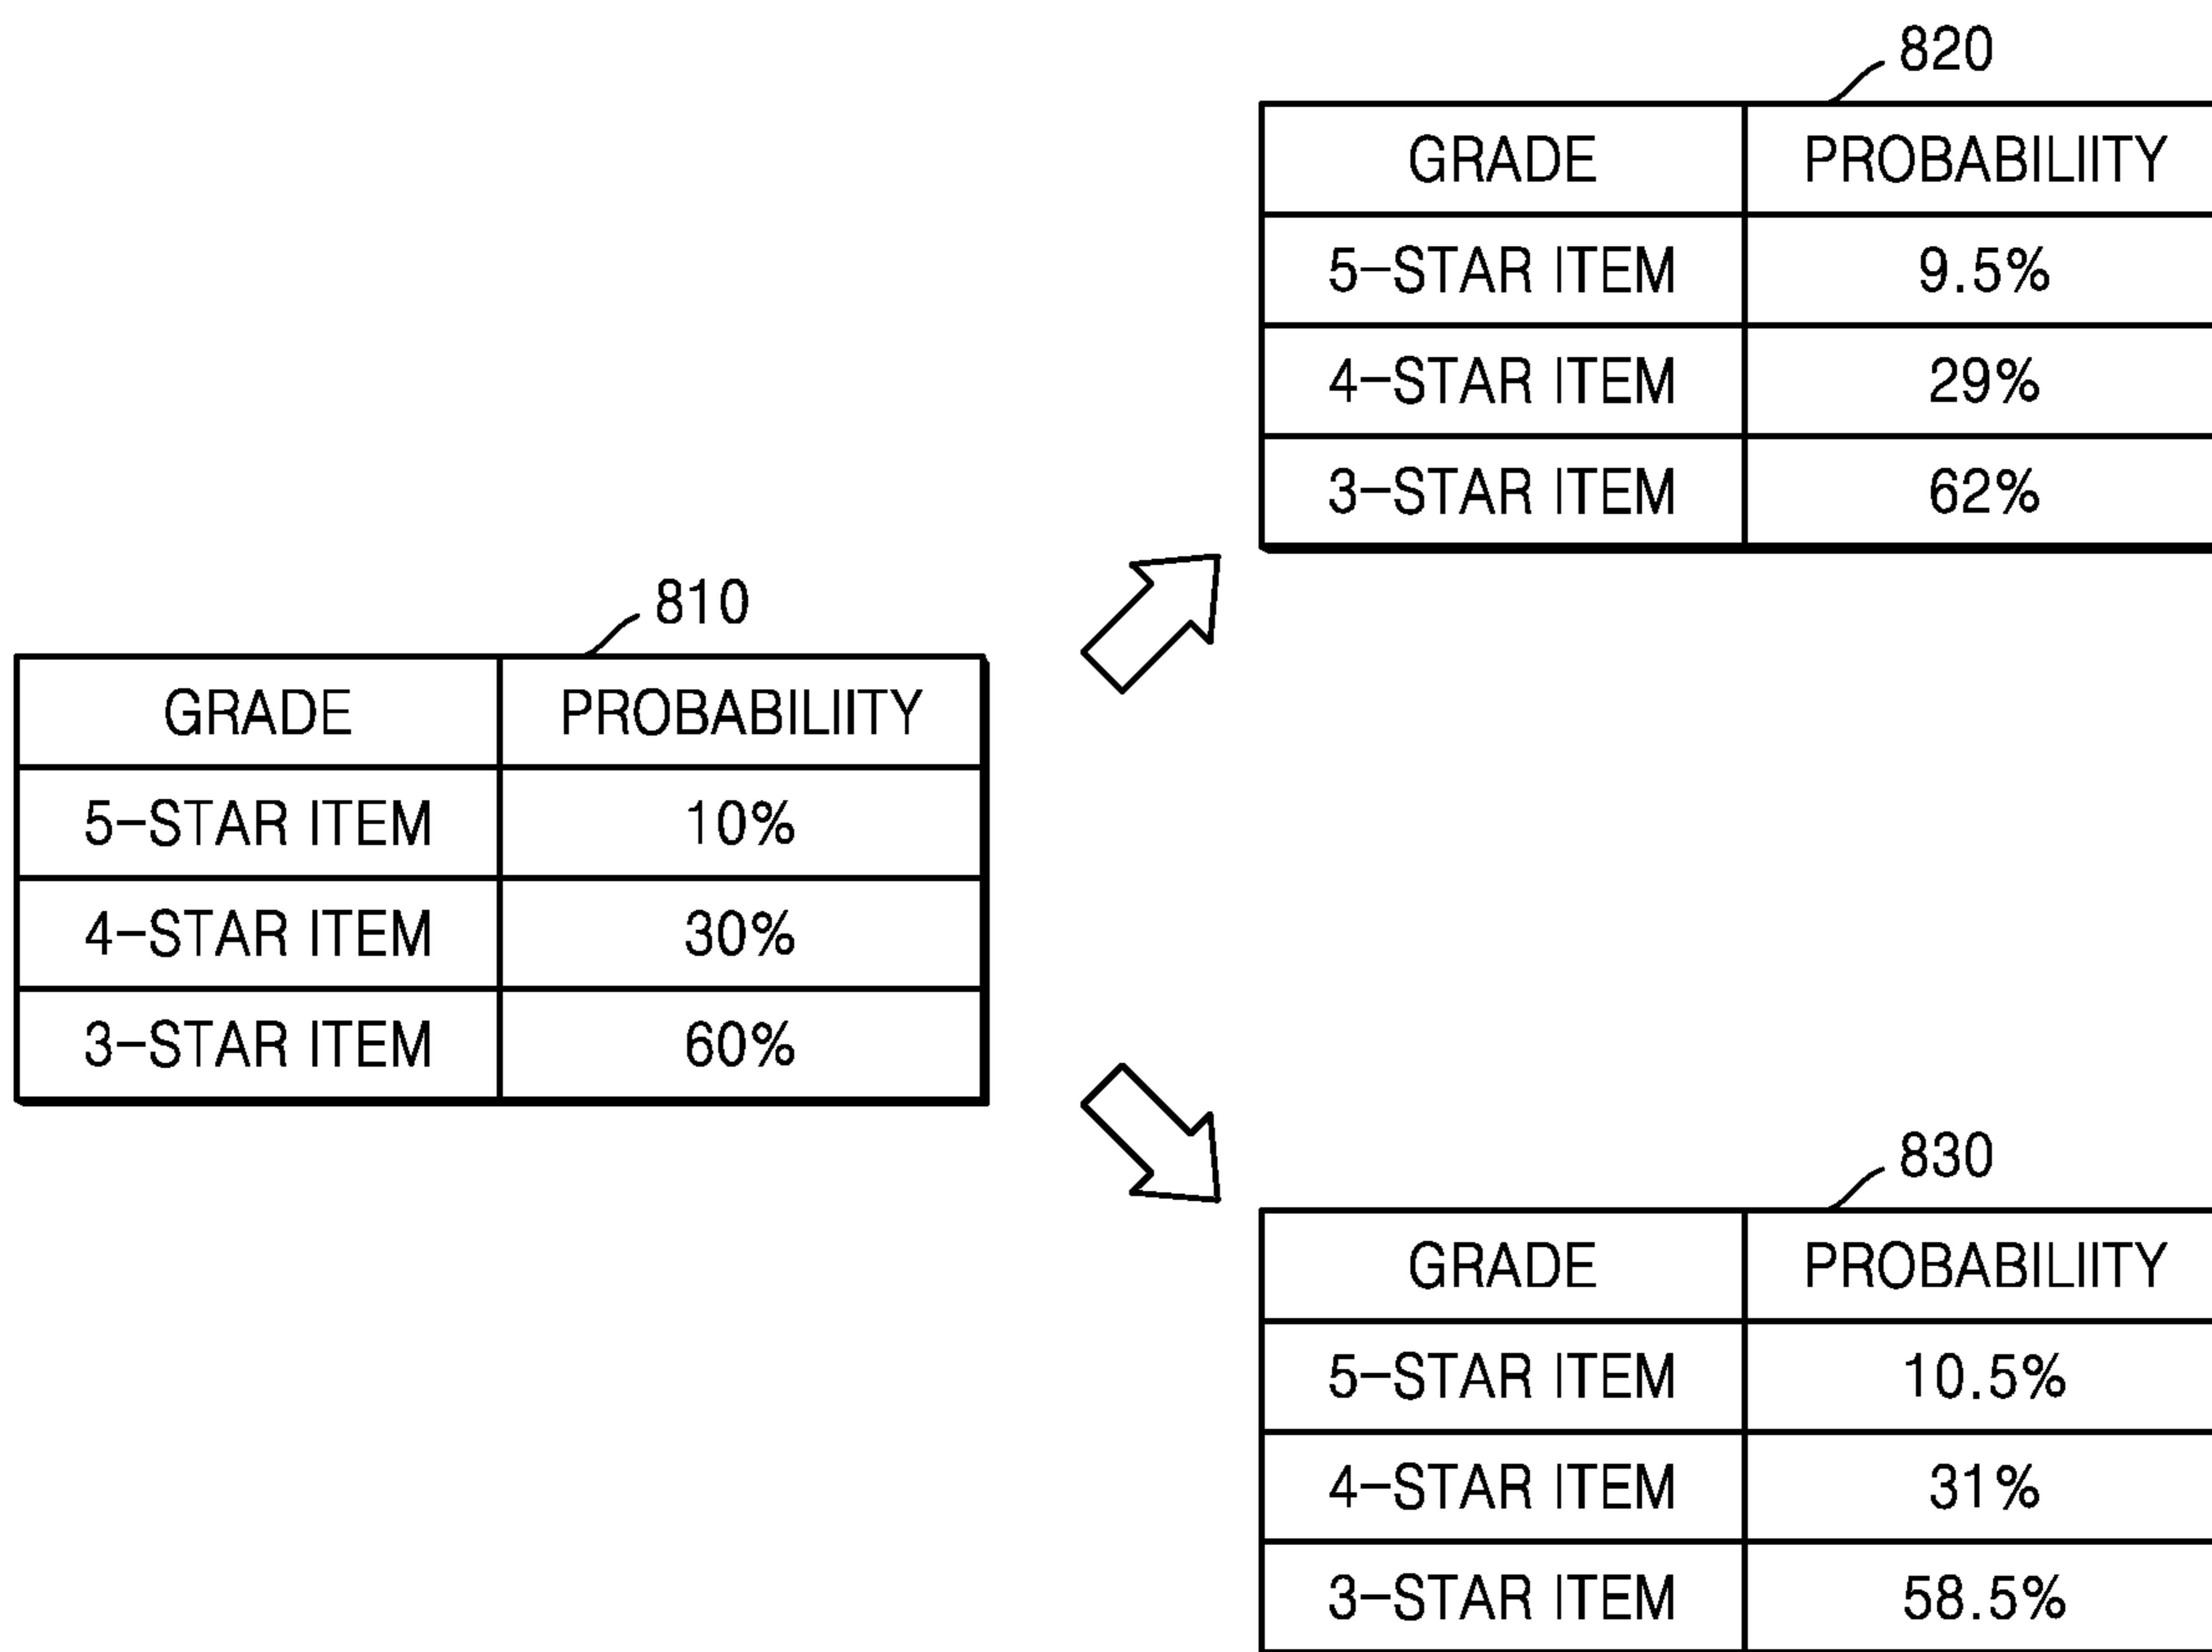 820
GRADE PROBABILIITY
5-STAR ITEM 9.5%
4-STAR ITEM 29%
3-STAR ITEM 62%
810
GRADE PROBABILIITY
5-STAR ITEM 10%
4-STAR ITEM 30%
3-STAR ITEM 60%
830
GRADE PROBABILIITY
5-STAR ITEM 10.5%
4-STAR ITEM 31%
3-STAR ITEM 58.5%